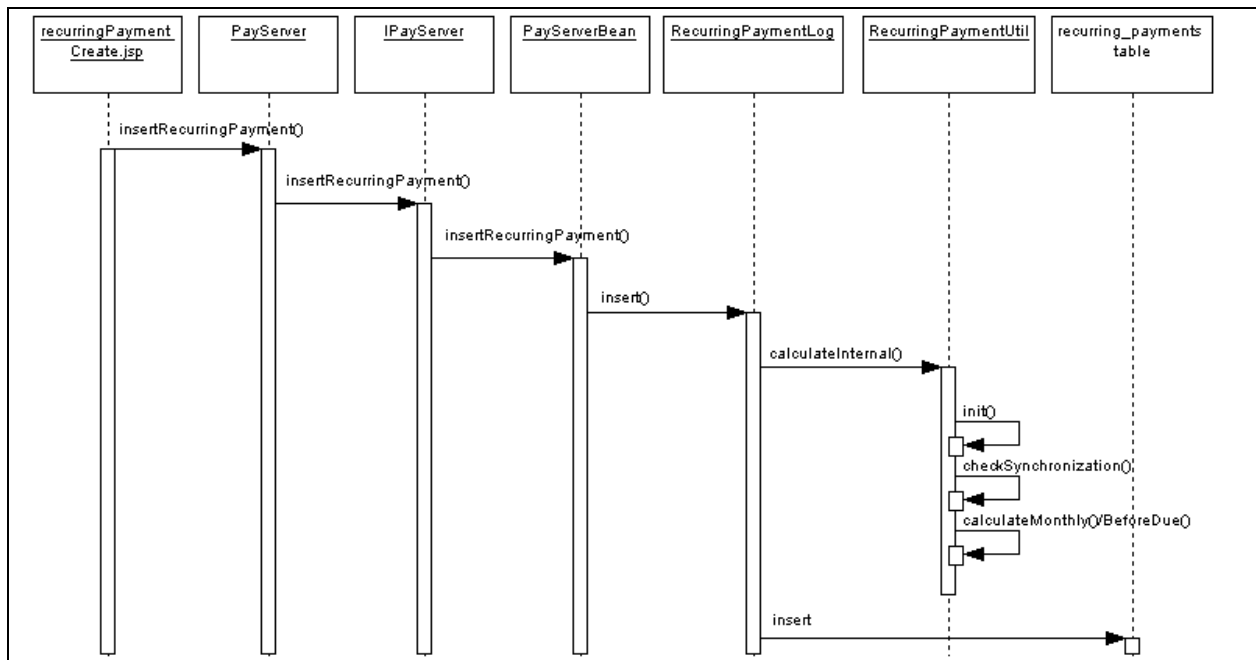 recurringPayment
Create.jsp
PayServer
IPayServer
PayServerBean
RecurringPaymentLog
RecurringPaymentUtil
recurring_payments
table
insertRecurringPayment()
insertRecurringPayment()
insertRecurringPayment()
insert()
calculateInternal()
init()
checkSynchronization()
calculateMonthly()/BeforeDue()
insert